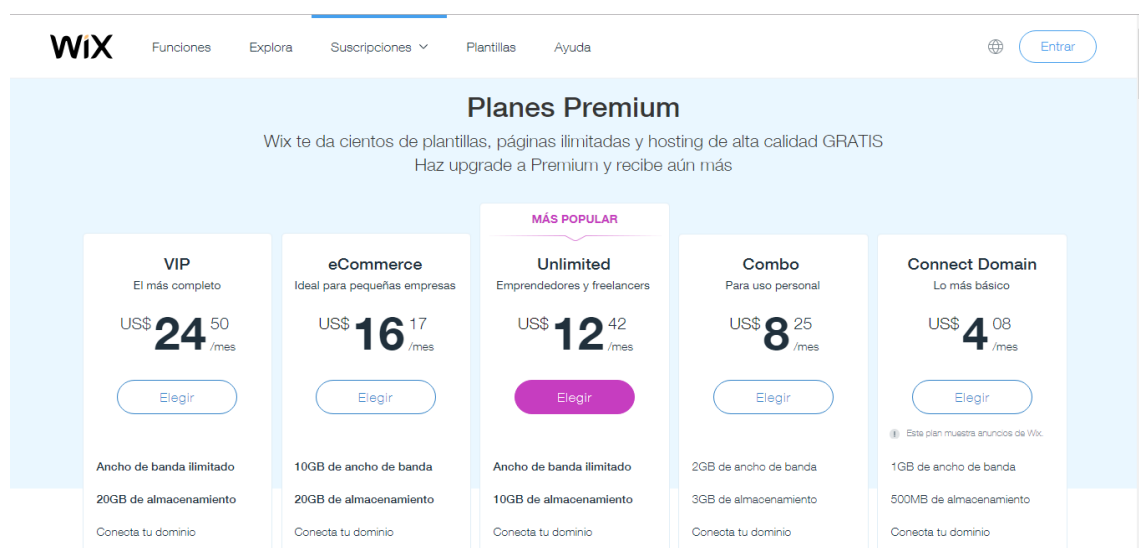 WiX
Funciones Explora Suscripciones Plantillas Ayuda Entrar
Planes Premium
Wix te da cientos de plantillas, páginas ilimitadas y hosting de alta calidad GRATIS
Haz upgrade a Premium y recibe aún más
VIP
El más completo
US$ 24 50 /mes
Elegir
Ancho de banda ilimitado
20GB de almacenamiento
Conecta tu dominio
eCommerce
Ideal para pequeñas empresas
US$ 16 17 /mes
Elegir
10GB de ancho de banda
20GB de almacenamiento
Conecta tu dominio
MÁS POPULAR
Unlimited
Emprendedores y freelancers
US$ 12 42 /mes
Elegir
Ancho de banda ilimitado
10GB de almacenamiento
Conecta tu dominio
Combo
Para uso personal
US$ 8 25 /mes
Elegir
2GB de ancho de banda
3GB de almacenamiento
Conecta tu dominio
Connect Domain
Lo más básico
US$ 4 08 /mes
Elegir
Este plan muestra anuncios de Wix.
1GB de ancho de banda
500MB de almacenamiento
Conecta tu dominio